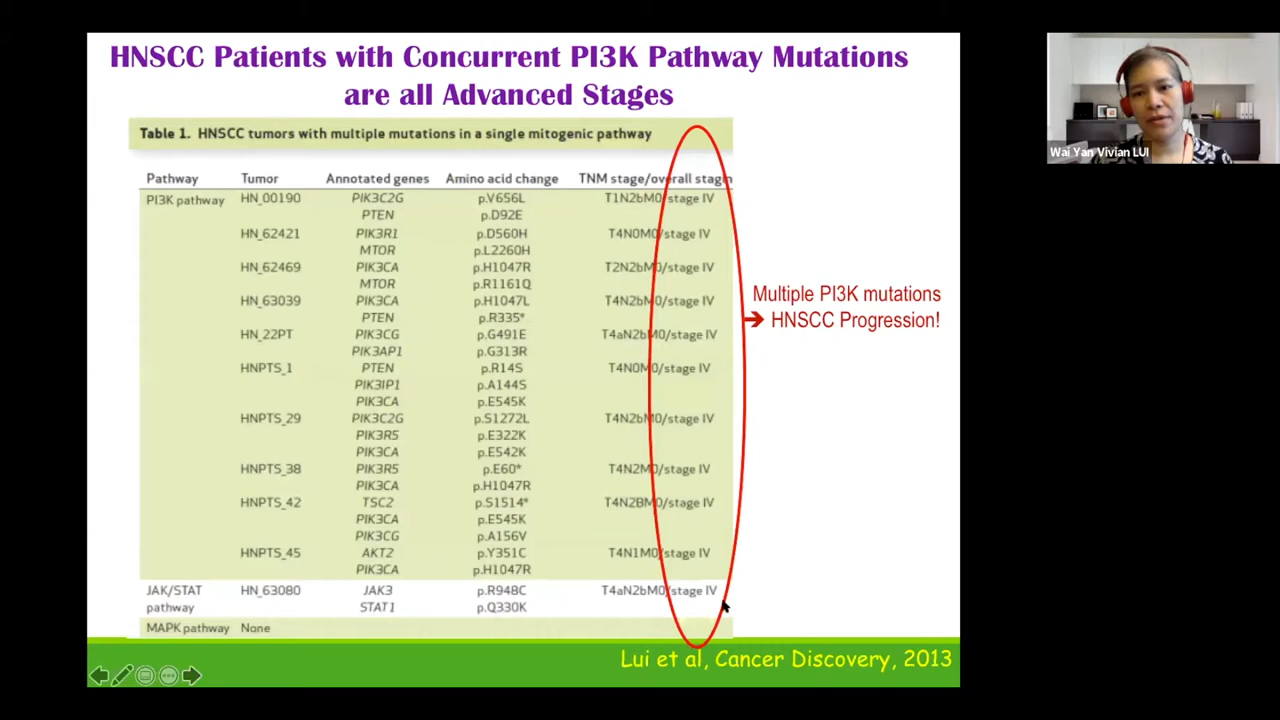 HNSCC Patients with Concurrent PI3K Pathway Mutations
are all Advanced Stages
Table 1. HNSCC tumors with multiple mutations in a single mitogenic pathway
Pathway Tumor Annotated genes Amino acid change TNM stage/overall stage
PI3K pathway HN_00190 PIK3C2G p.V656L T1N2bM0/stage IV
PTEN p.D92E
HN_62421 PIK3R1 p.D560H T4N0M0/stage IV
MTOR p.L2260H
HN_62469 PIK3CA p.H1047R T2N2bM0/stage IV
MTOR p.R1161Q
HN_63039 PIK3CA p.H1047L T4N2bM0/stage IV
PTEN p.R335*
HN_22PT PIK3CG p.G491E T4aN2bM0/stage IV
PIK3AP1 p.G313R
HNPTS_1 PTEN p.R14S T4N0M0/stage IV
PIK3IP1 p.A144S
PIK3CA p.E545K
HNPTS_29 PIK3C2G p.S1272L T4N2bM0/stage IV
PIK3R5 p.E322K
PIK3CA p.E542K
HNPTS_38 PIK3R5 p.E60* T4N2M0/stage IV
PIK3CA p.H1047R
HNPTS_42 TSC2 p.S1514* T4N2BM0/stage IV
PIK3CA p.E545K
PIK3CG p.A156V
HNPTS_45 AKT2 p.Y351C T4N1M0/stage IV
PIK3CA p.H1047R
JAK/STAT HN_63080 JAK3 p.R948C T4aN2bM0/stage IV
pathway STAT1 p.Q330K
MAPK pathway None
Multiple PI3K mutations
➔ HNSCC Progression!
Lui et al, Cancer Discovery, 2013
Wai Yan Vivian LUI